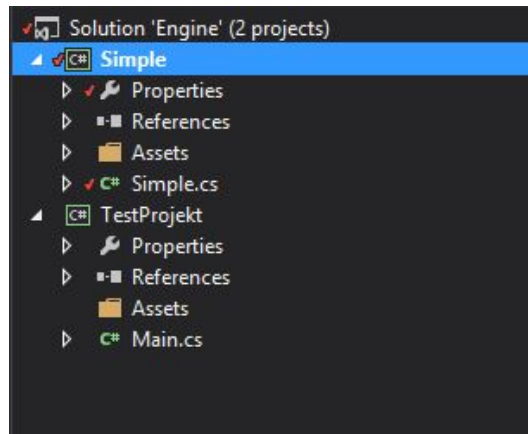 Solution 'Engine' (2 projects)
C# Simple
Properties
References
Assets
C# Simple.cs
C# TestProjekt
Properties
References
Assets
C# Main.cs